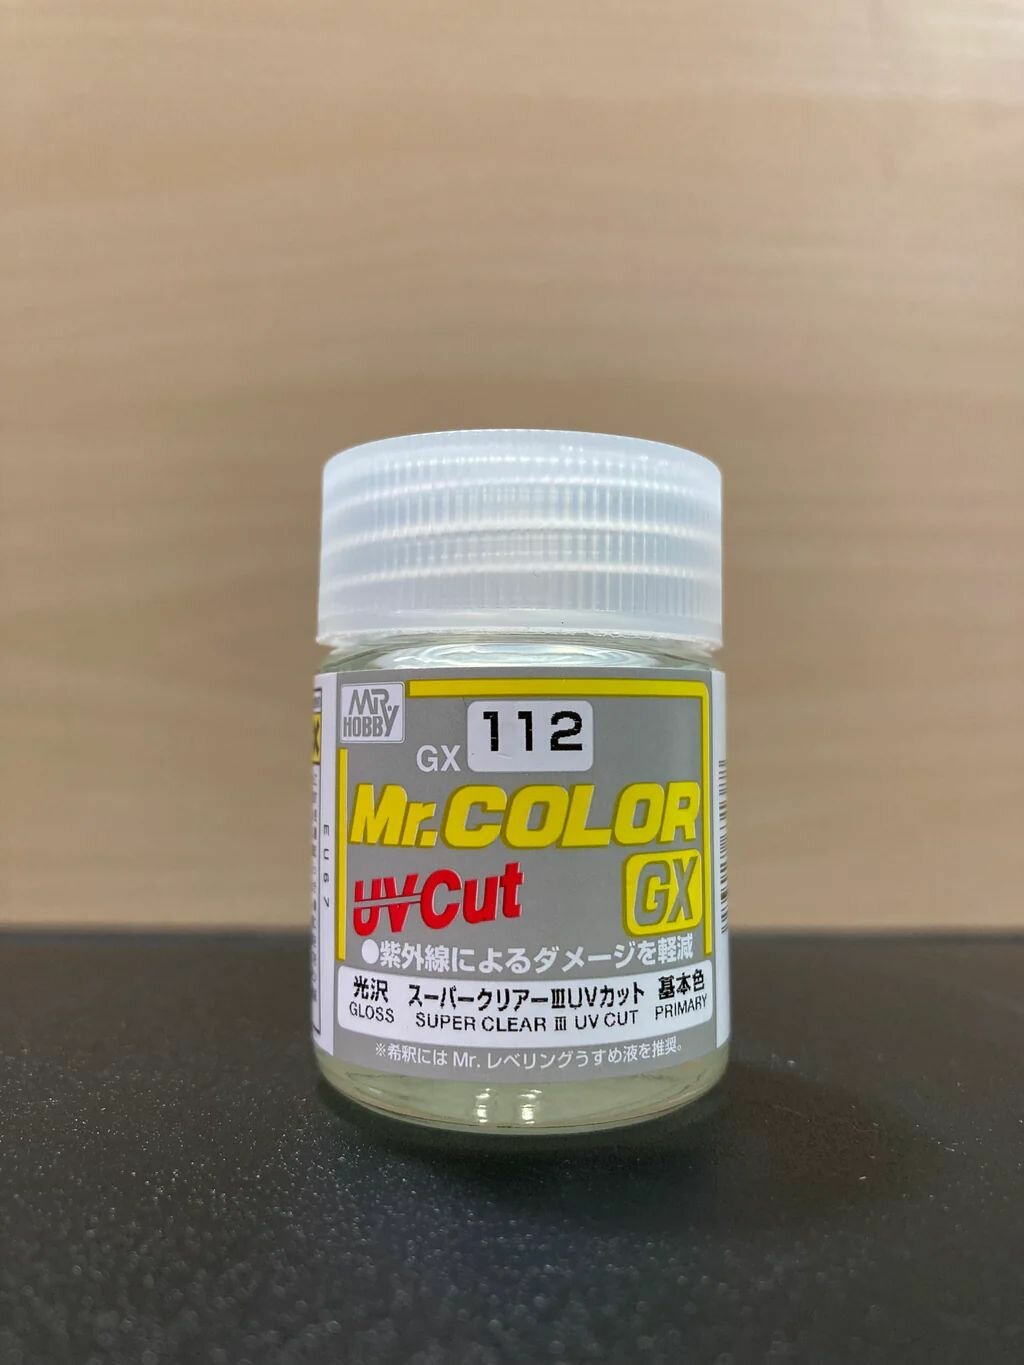 MR
HOBBY
GX 112
Mr.COLOR
GX
UV Cut
●紫外線によるダメージを軽減
光沢 スーパークリアーⅢUVカット 基本色
GLOSS SUPER CLEAR Ⅲ UV CUT PRIMARY
※希釈にはMr.レベリングうすめ液を推奨。
EU67